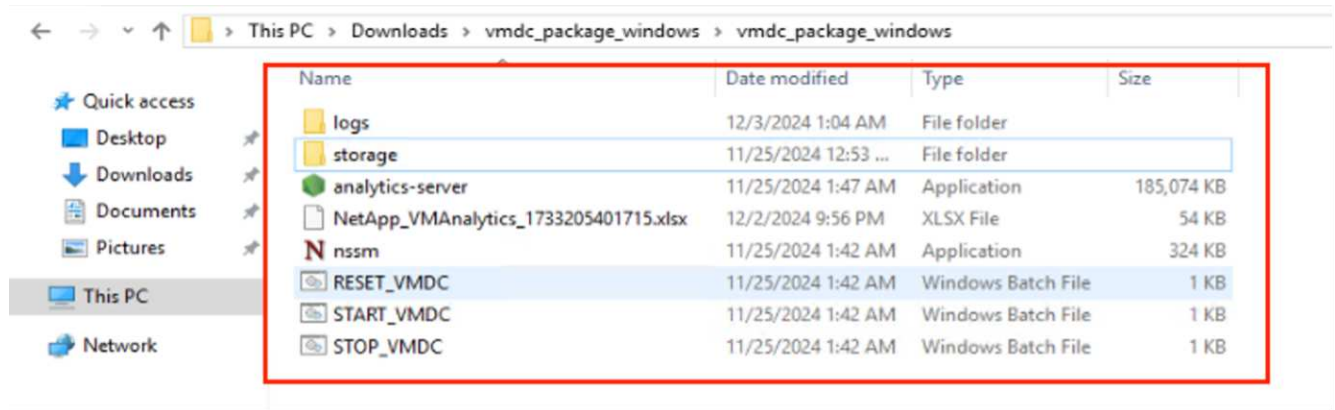 This PC > Downloads > vmdc_package_windows > vmdc_package_windows
Name Date modified Type Size
Quick access
logs 12/3/2024 1:04 AM File folder
Desktop
storage 11/25/2024 12:53 ... File folder
Downloads
analytics-server 11/25/2024 1:47 AM Application 185,074 KB
Documents
NetApp_VMAnalytics_1733205401715.xlsx 12/2/2024 9:56 PM XLSX File 54 KB
Pictures
N nssm 11/25/2024 1:42 AM Application 324 KB
RESET_VMDC 11/25/2024 1:42 AM Windows Batch File 1 KB
This PC
START_VMDC 11/25/2024 1:42 AM Windows Batch File 1 KB
Network
STOP_VMDC 11/25/2024 1:42 AM Windows Batch File 1 KB